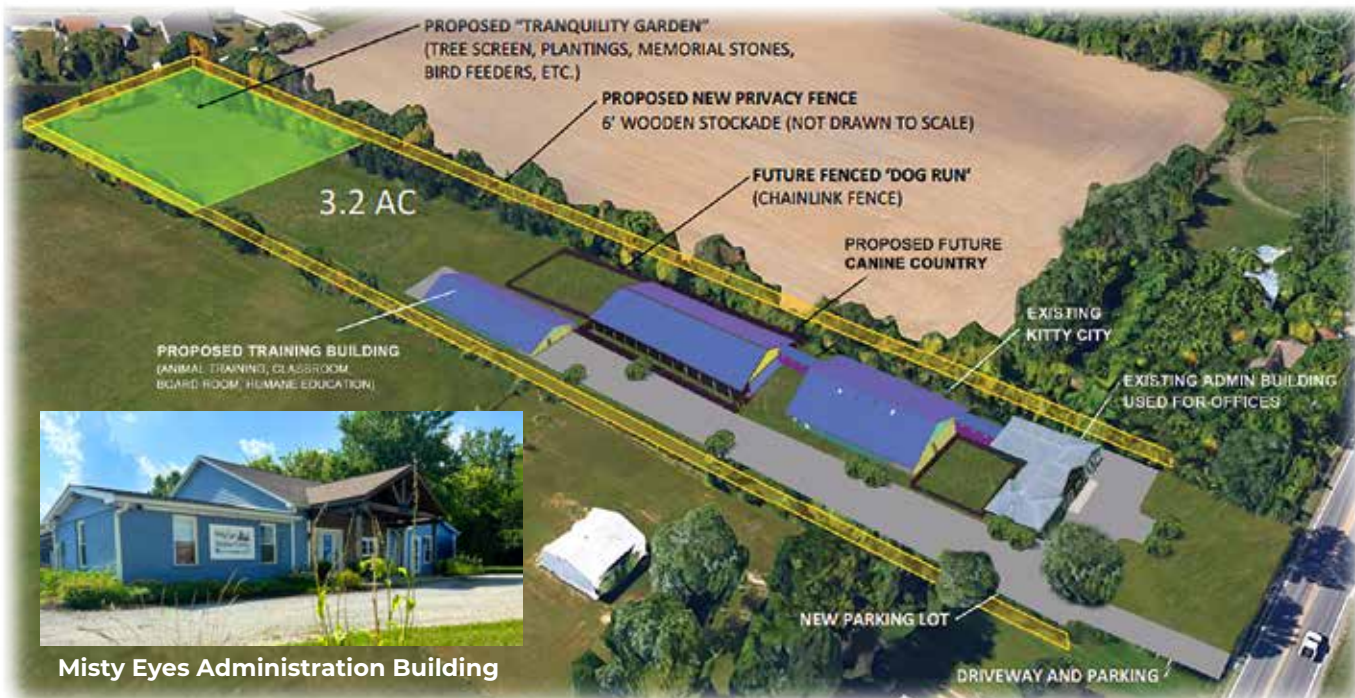 PROPOSED "TRANQUILITY GARDEN"
(TREE SCREEN, PLANTINGS, MEMORIAL STONES,
BIRD FEEDERS, ETC.)
PROPOSED NEW PRIVACY FENCE
6' WOODEN STOCKADE (NOT DRAWN TO SCALE)
FUTURE FENCED 'DOG RUN'
(CHAINLINK FENCE)
3.2 AC
PROPOSED FUTURE
CANINE COUNTRY
EXISTING
KITTY CITY
PROPOSED TRAINING BUILDING
(ANIMAL TRAINING, CLASSROOM,
BOARD ROOM, HUMANE EDUCATION)
EXISTING ADMIN BUILDING
USED FOR OFFICES
NEW PARKING LOT
Misty Eyes Administration Building
DRIVEWAY AND PARKING